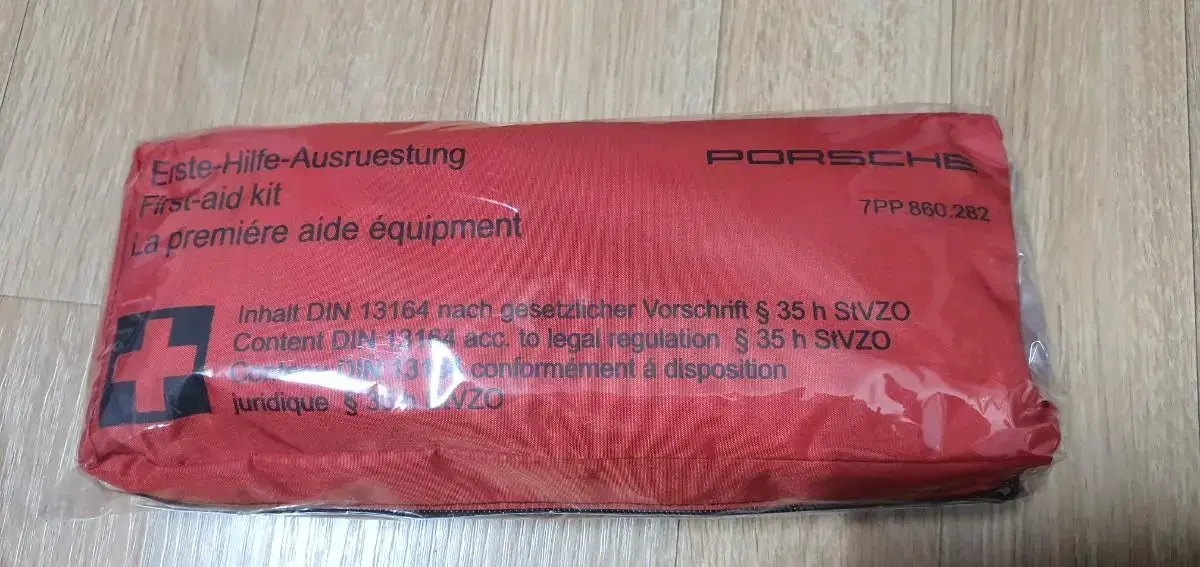 Erste-Hilfe-Ausruestung
First-aid kit
La premiére aide équipment
PORSCHE
7PP.860.282
Inhalt DIN 13164 nach gesetzlicher Vorschrift § 35 h StVZO
Content DIN 13164 acc. to legal regulation § 35 h StVZO
DIN conformément á disposition
juridique §